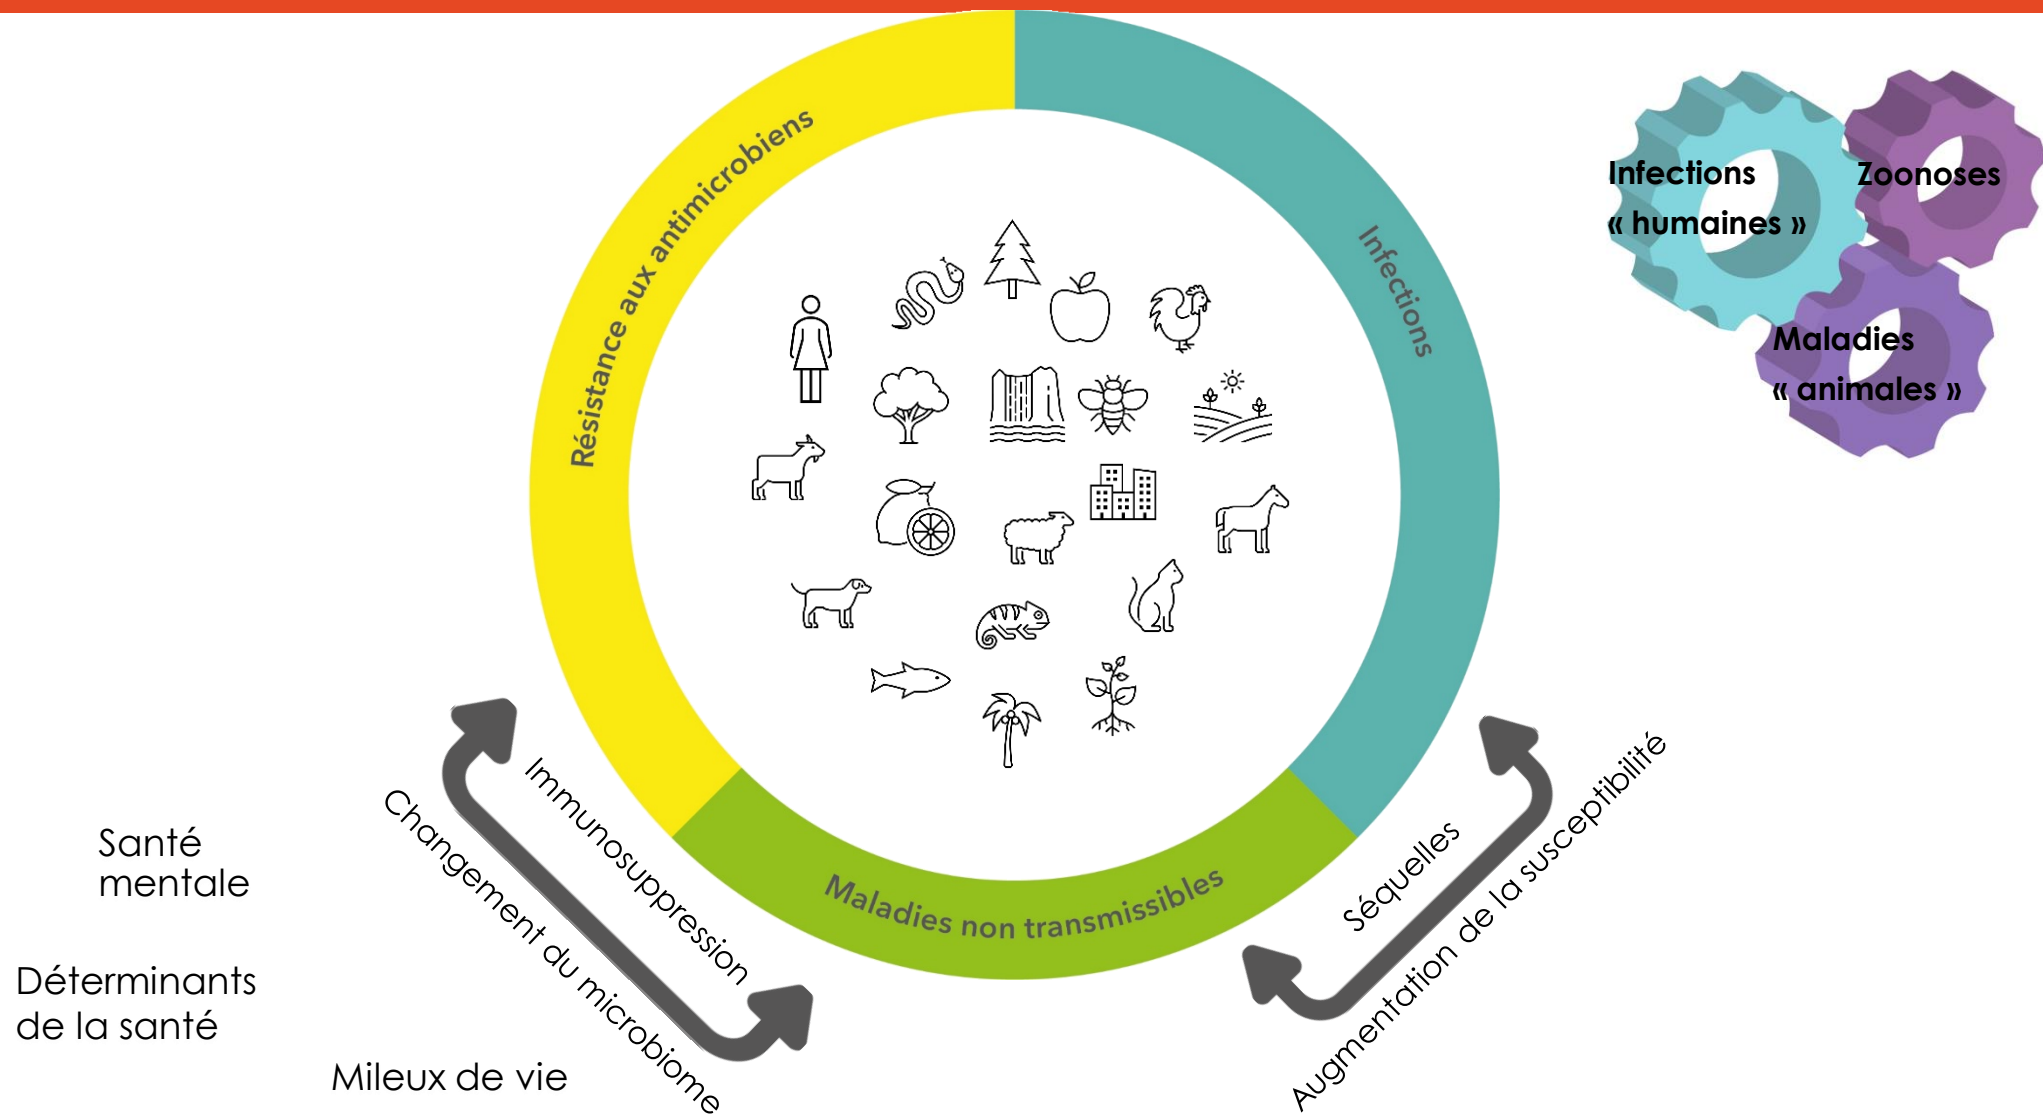 Résistance aux antimicrobiens
Infections
Maladies non transmissibles
Infections
« humaines »
Zoonoses
Maladies
« animales »
Immunosuppression
Changement du microbiome
Séquelles
Augmentation de la susceptibilité
Santé
mentale
Déterminants
de la santé
Mileux de vie